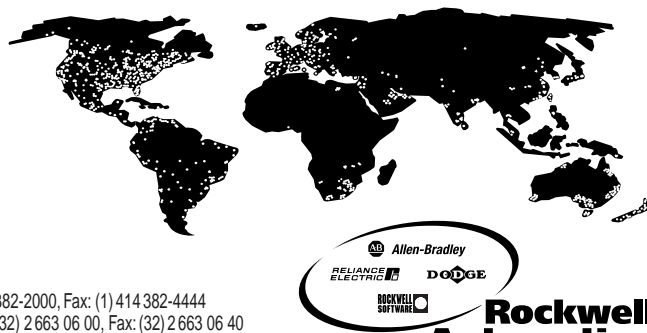 AB Allen-Bradley
RELIANCE ELECTRIC
DODGE
ROCKWELL SOFTWARE
382-2000, Fax: (1) 414 382-4444
32) 2 663 06 00, Fax: (32) 2 663 06 40
Rockwell